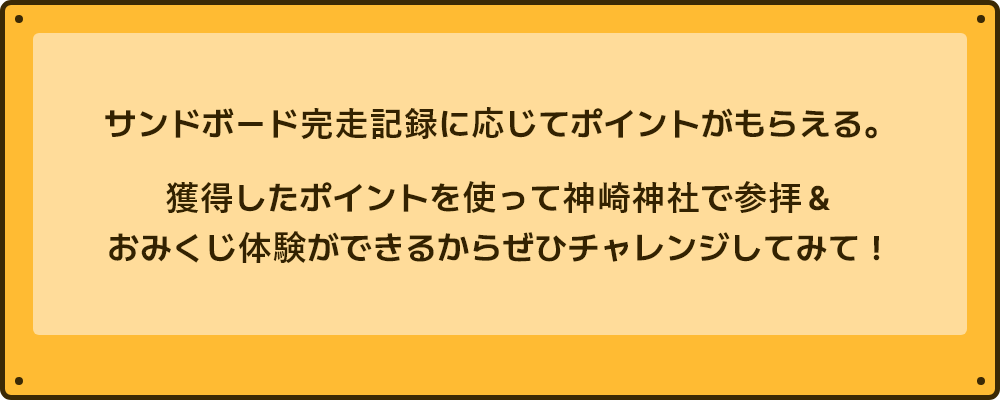 サンドボード完走記録に応じてポイントがもらえる。
獲得したポイントを使って神崎神社で参拝&
おみくじ体験ができるからぜひチャレンジしてみて！